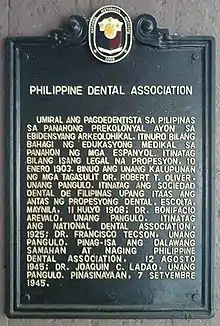 PHILIPPINE DENTAL ASSOCIATION
UMIRAL ANG PAGDEDENTISTA SA PILIPINAS
SA PANAHONG PREKOLONYAL AYON SA
EBIDENSYANG ARKEOLOHIKAL. ITINURO BILANG
BAHAGI NG EDUKASYONG MEDIKAL SA
PANAHON NG MGA ESPANYOL. ITINATAG
BILANG ISANG LEGAL NA PROPESYON, 10
ENERO 1903. BINUO ANG UNANG KALUPUNAN
NG MGA TAGASULIT DR. ROBERT T. OLIVER,
UNANG PANGULO. ITINATAG ANG SOCIEDAD
DENTAL DE FILIPINAS UPANG ITAAS ANG
ANTAS NG PROPESYONG DENTAL, ESCOLTA,
MAYNILA, 11 HULYO 1908; DR. BONIFACIO
AREVALO, UNANG PANGULO. ITINATAG
ANG NATIONAL DENTAL ASSOCIATION,
1925; DR. FRANCISCO TECSON, UNANG
PANGULO. PINAG-ISA ANG DALAWANG
SAMAHAN AT NAGING PHILIPPINE
DENTAL ASSOCIATION, 12 AGOSTO
1945; DR. JOAQUIN C. LADAO, UNANG
PANGULO. PINASINAYAAN, 7 SETYEMBRE
1945.